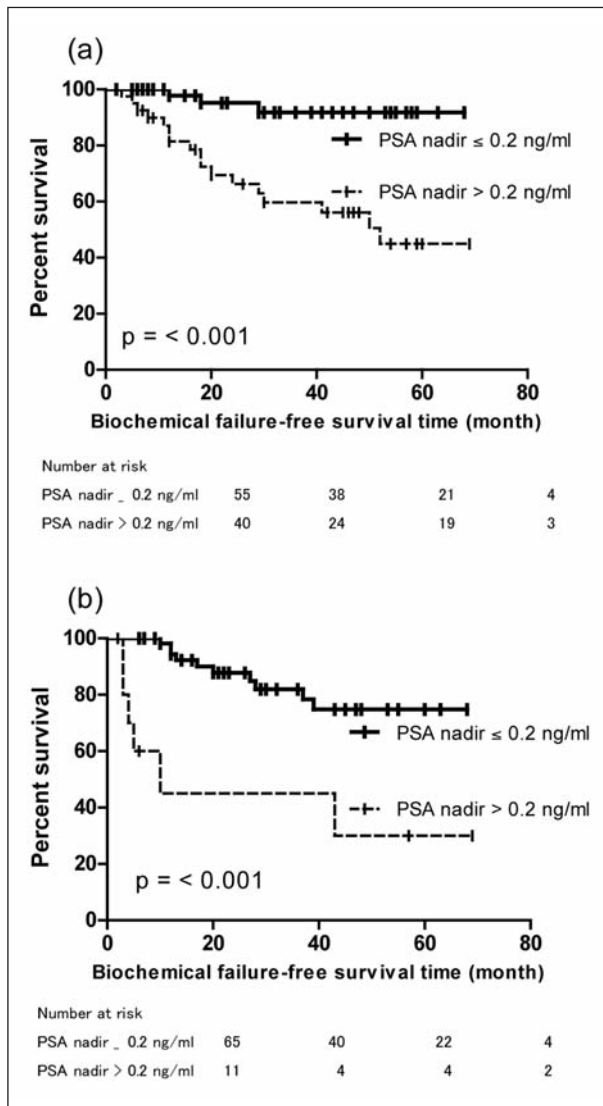 (a)
100
80
60
40
20
0
Percent survival
PSA nadir ≤ 0.2 ng/ml
PSA nadir > 0.2 ng/ml
p = < 0.001
20 40 60 80
Biochemical failure-free survival time (month)
Number at risk
PSA nadir _ 0.2 ng/ml 55 38 21 4
PSA nadir > 0.2 ng/ml 40 24 19 3
(b)
100
80
60
40
20
0
Percent survival
PSA nadir ≤ 0.2 ng/ml
PSA nadir > 0.2 ng/ml
p = < 0.001
0 20 40 60 80
Biochemical failure-free survival time (month)
Number at risk
PSA nadir _ 0.2 ng/ml 65 40 22 4
PSA nadir > 0.2 ng/ml 11 4 4 2